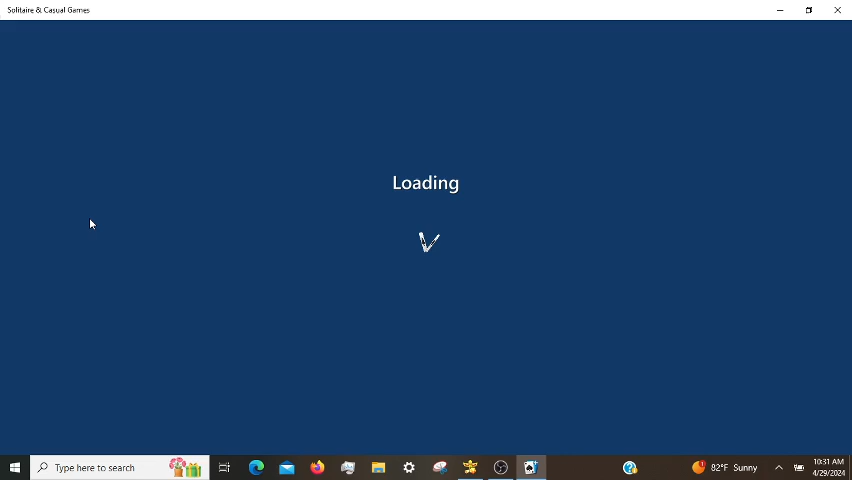 Solitaire & Casual Games
Loading
Type here to search
82°F Sunny
10:31 AM
4/29/2024